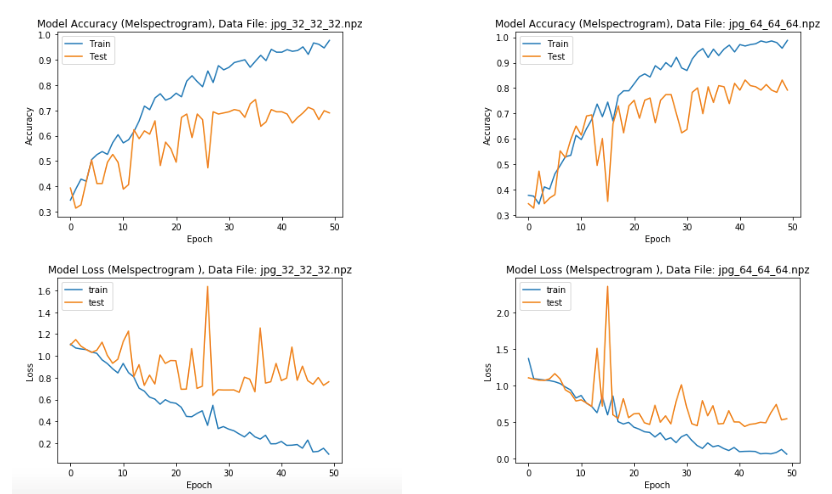 Model Accuracy (Melspectrogram), Data File: jpg_32_32_32.npz
1.0
0.9
0.8
0.7
0.6
0.5
0.4
0.3
Accuracy
Train
Test
0 10 20 30 40 50
Epoch
Model Accuracy (Melspectrogram), Data File: jpg_64_64_64.npz
1.0
0.9
0.8
0.7
0.6
0.5
0.4
0.3
Accuracy
Train
Test
0 10 20 30 40 50
Epoch
Model Loss (Melspectrogram ), Data File: jpg_32_32_32.npz
1.6
1.4
1.2
1.0
0.8
0.6
0.4
0.2
Loss
train
test
0 10 20 30 40 50
Epoch
Model Loss (Melspectrogram ), Data File: jpg_64_64_64.npz
2.0
1.5
1.0
0.5
0.0
Loss
train
test
0 10 20 30 40 50
Epoch